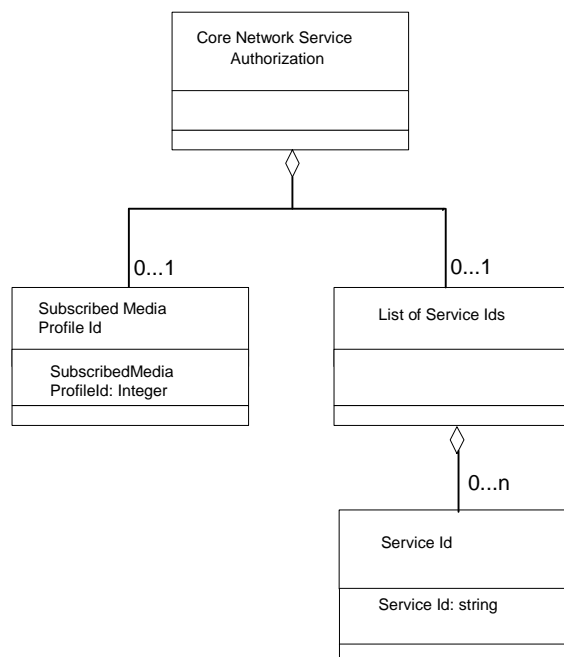 Core Network Service
Authorization
0...1
0...1
Subscribed Media
Profile Id
List of Service Ids
SubscribedMedia
ProfileId: Integer
0...n
Service Id
Service Id: string